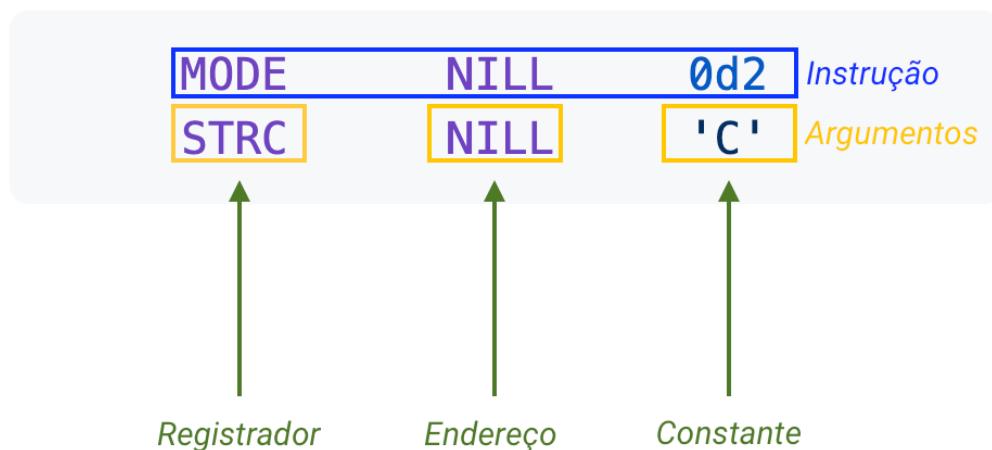 MODE NILL 0d2 Instrução
STRC NILL 'C' Argumentos
Registrador Endereço Constante